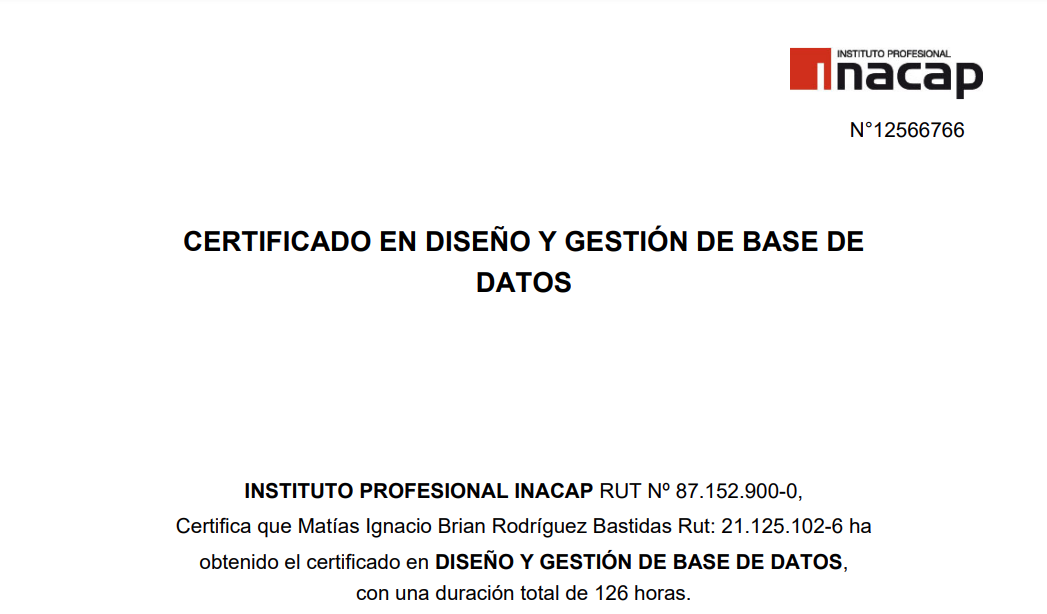 INSTITUTO PROFESIONAL
inacap
N°12566766
CERTIFICADO EN DISEÑO Y GESTIÓN DE BASE DE
DATOS
INSTITUTO PROFESIONAL INACAP RUT Nº 87.152.900-0,
Certifica que Matías Ignacio Brian Rodríguez Bastidas Rut: 21.125.102-6 ha
obtenido el certificado en DISEÑO Y GESTIÓN DE BASE DE DATOS,
con una duración total de 126 horas.